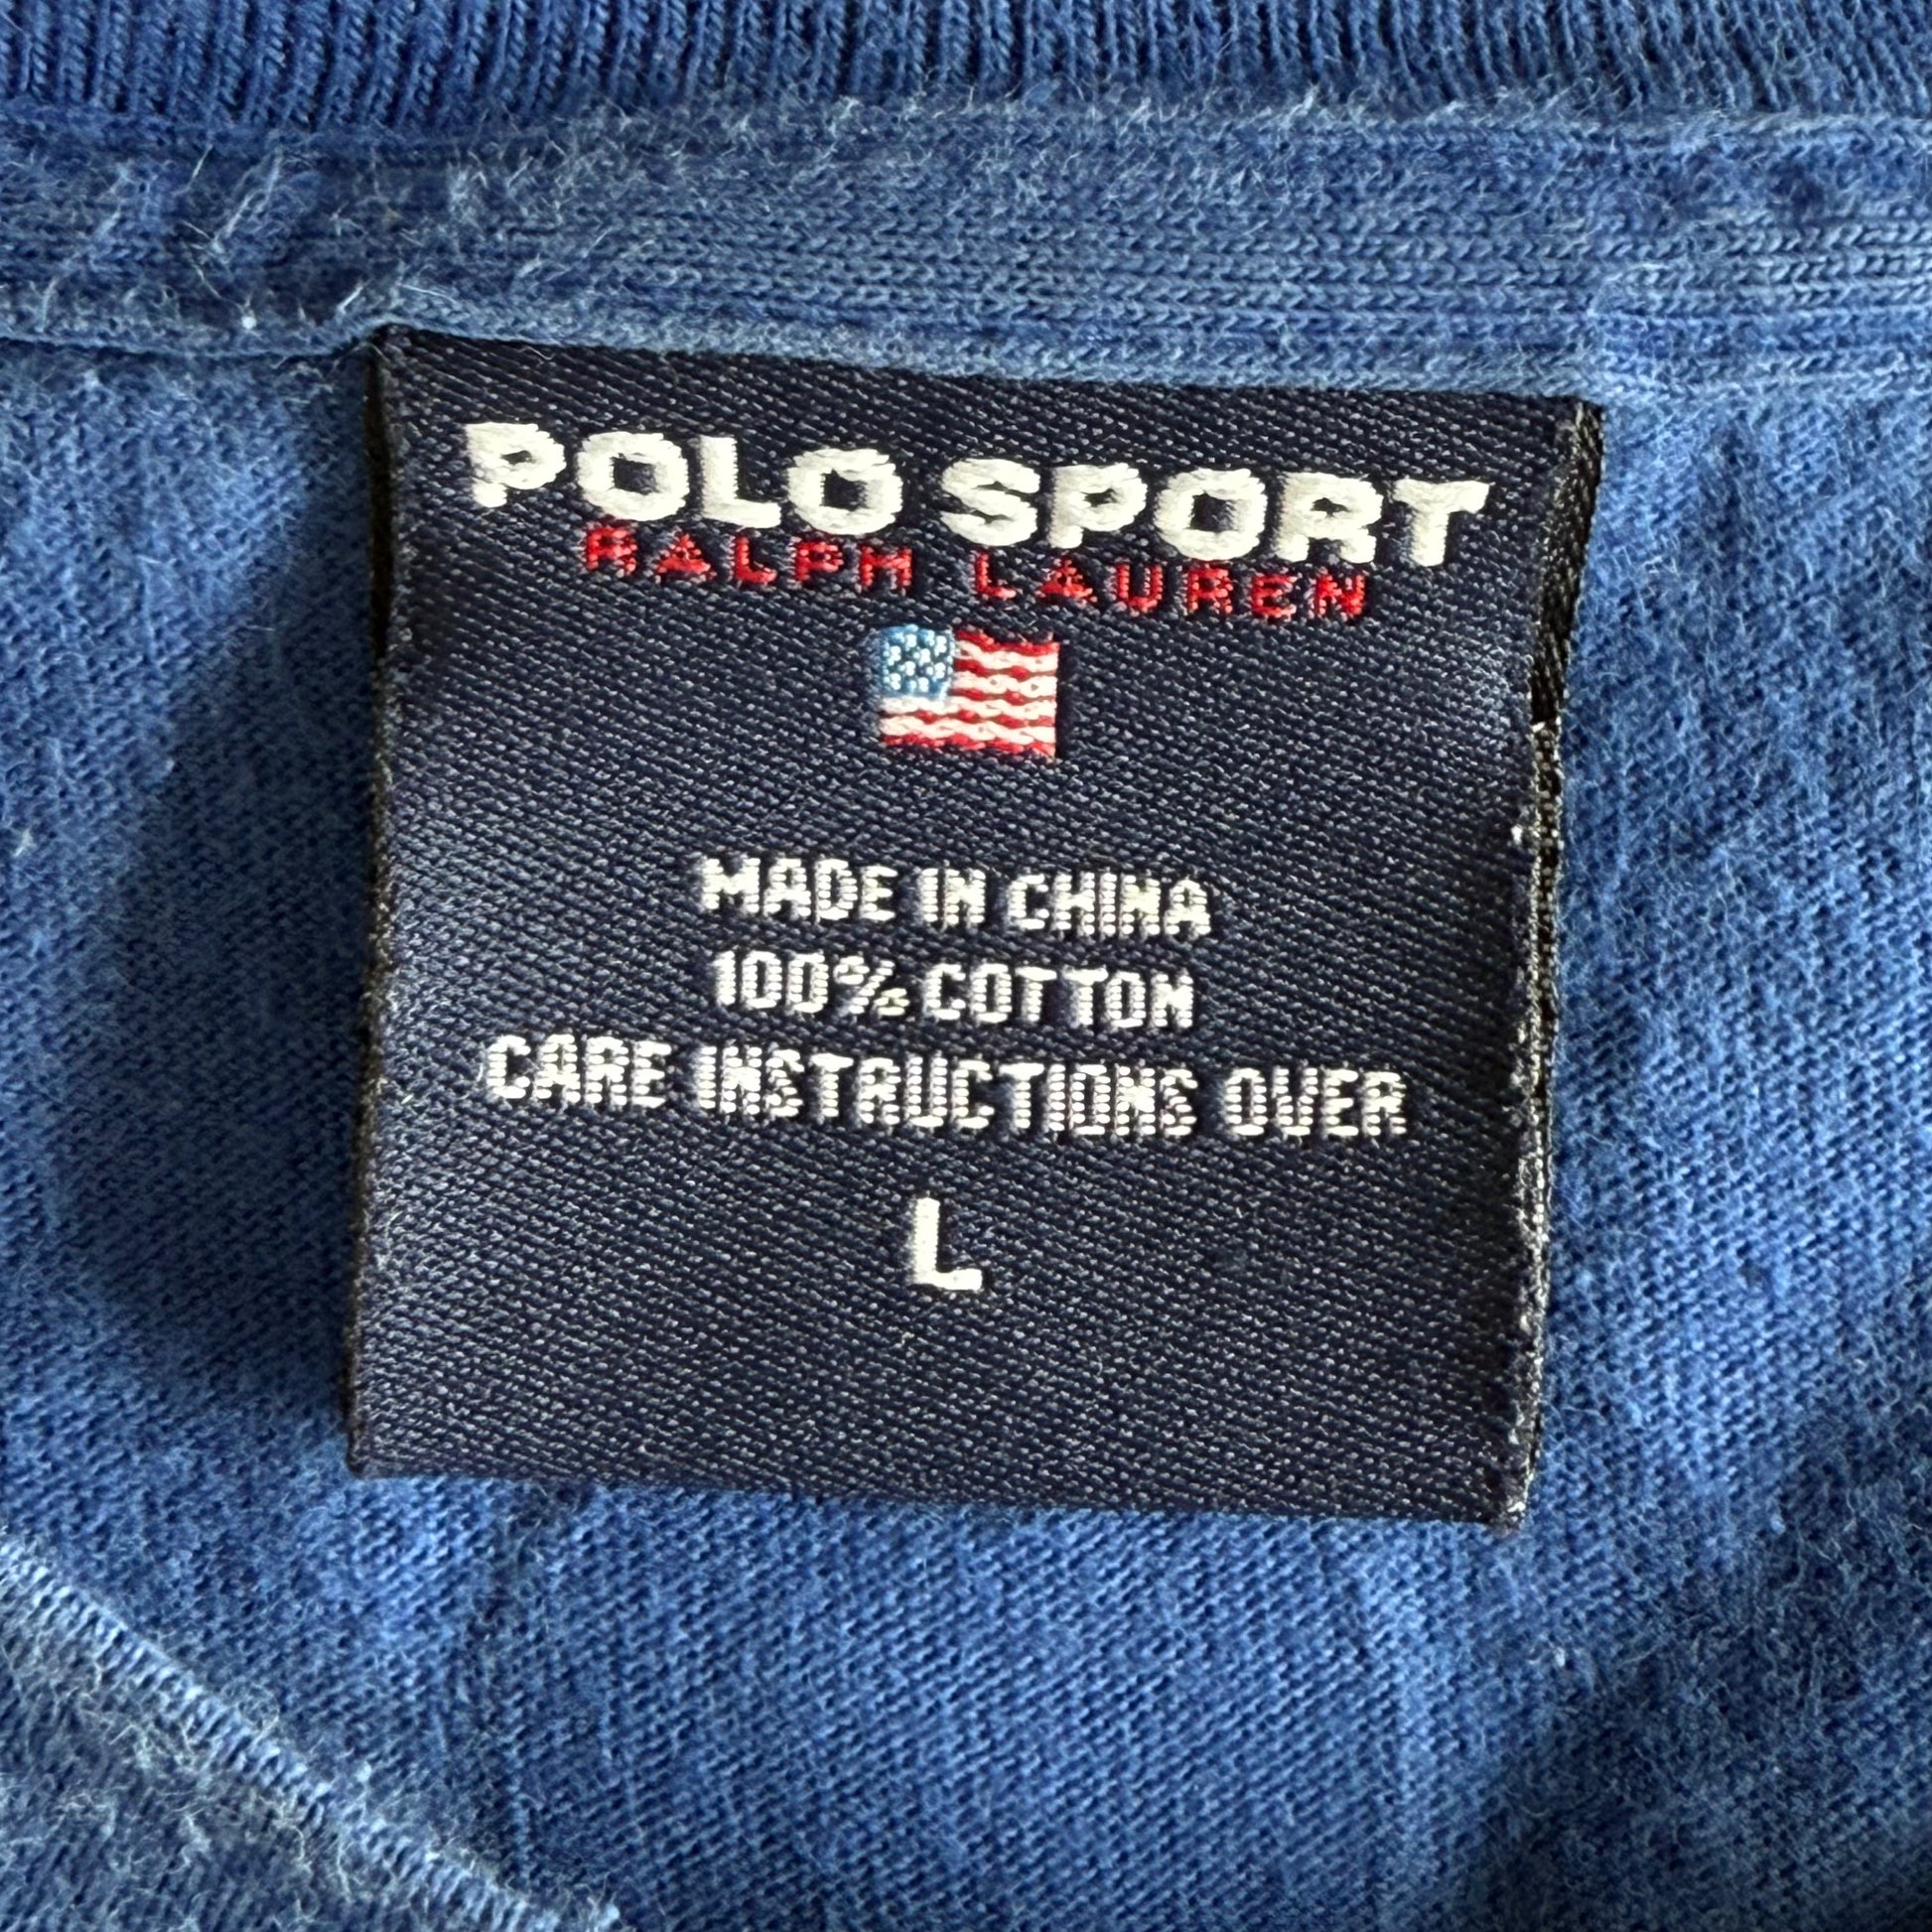 POLO SPORT
RALPH LAUREN
MADE IN CHINA
100% COTTON
CARE INSTRUCTIONS OVER
L